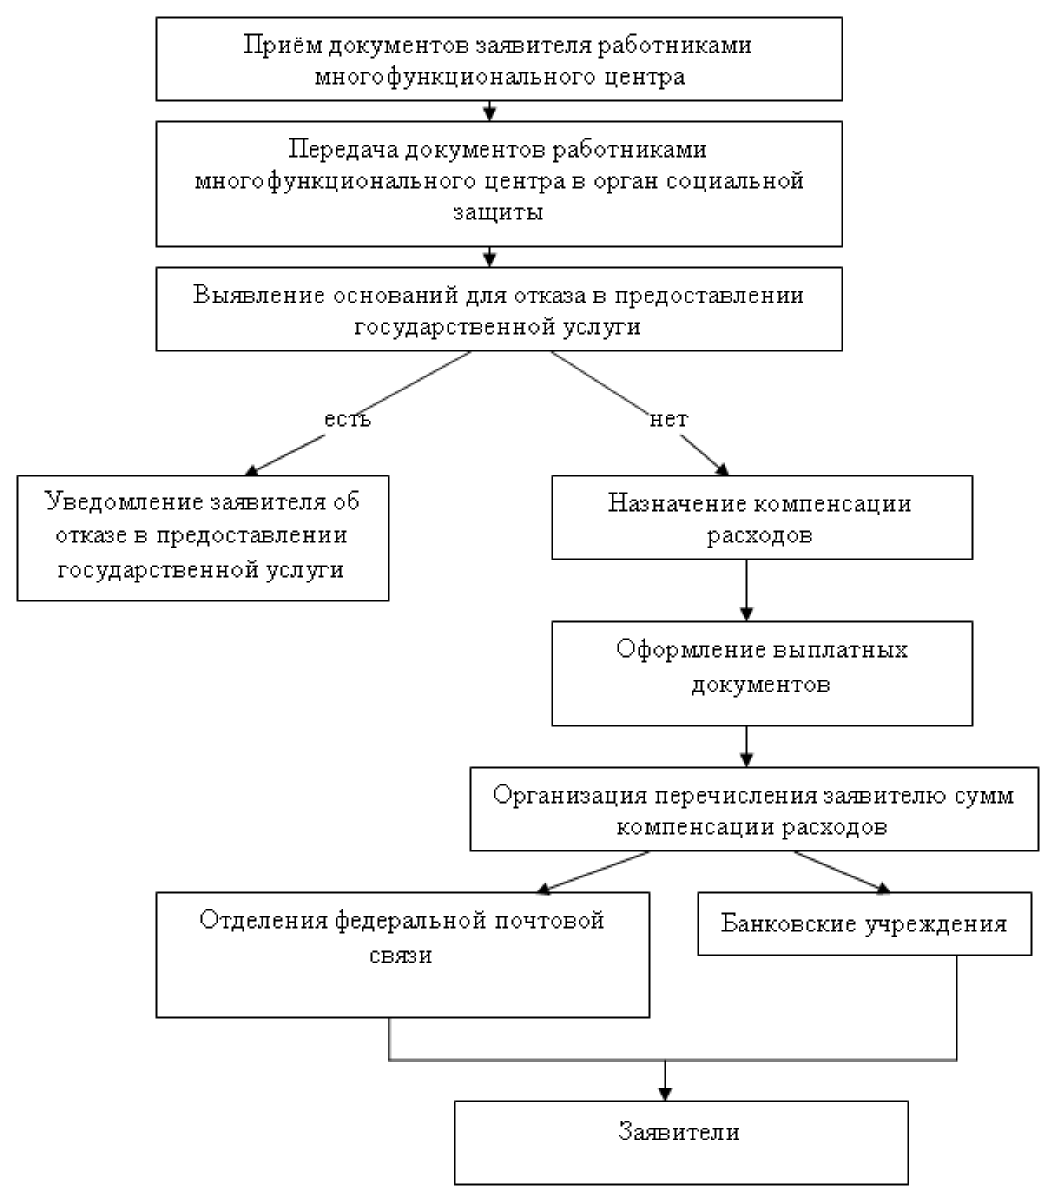 Приём документов заявителя работниками
многофункционального центра
Передача документов работниками
многофункционального центра в орган социальной
защиты
Выявление оснований для отказа в предоставлении
государственной услуги
есть
нет
Уведомление заявителя об
отказе в предоставлении
государственной услуги
Назначение компенсации
расходов
Оформление выплатных
документов
Организация перечисления заявителю сумм
компенсации расходов
Отделения федеральной почтовой
связи
Банковские учреждения
Заявители